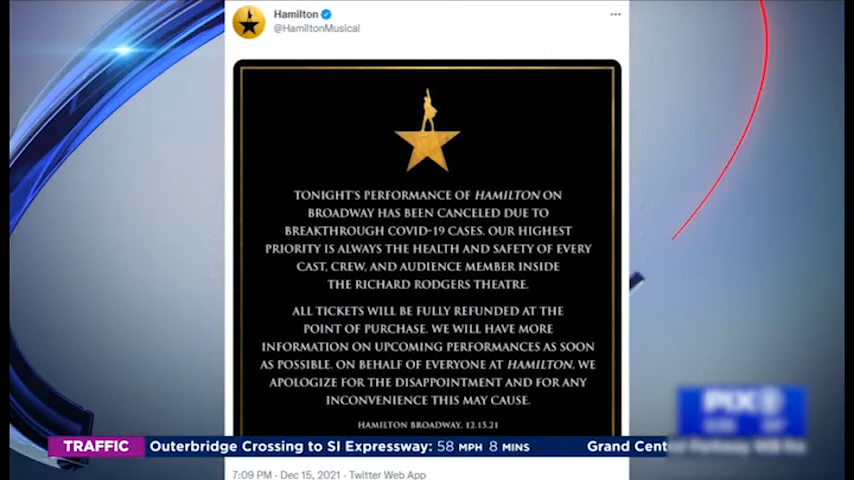 Hamilton
@HamiltonMusical
TONIGHT'S PERFORMANCE OF HAMILTON ON
BROADWAY HAS BEEN CANCELED DUE TO
BREAKTHROUGH COVID-19 CASES. OUR HIGHEST
PRIORITY IS ALWAYS THE HEALTH AND SAFETY OF EVERY
CAST, CREW, AND AUDIENCE MEMBER INSIDE
THE RICHARD RODGERS THEATRE.
ALL TICKETS WILL BE FULLY REFUNDED AT THE
POINT OF PURCHASE. WE WILL HAVE MORE
INFORMATION ON UPCOMING PERFORMANCES AS SOON
AS POSSIBLE. ON BEHALF OF EVERYONE AT HAMILTON, WE
APOLOGIZE FOR THE DISAPPOINTMENT AND FOR ANY
INCONVENIENCE THIS MAY CAUSE.
HAMILTON BROADWAY, 12.15.21
TRAFFIC Outerbridge Crossing to SI Expressway: 58 MPH 8 MINS Grand
7:09 PM - Dec 15, 2021 - Twitter Web App